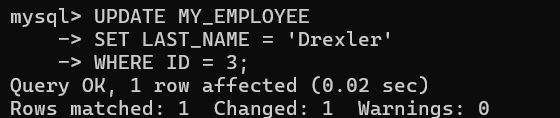 mysql> UPDATE MY_EMPLOYEE
    -> SET LAST_NAME = 'Drexler'
    -> WHERE ID = 3;
Query OK, 1 row affected (0.02 sec)
Rows matched: 1  Changed: 1  Warnings: 0